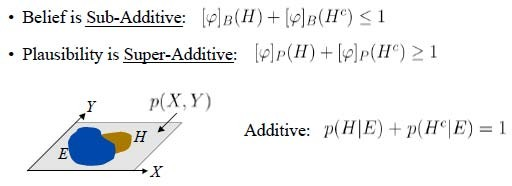 • Belief is Sub-Additive: [φ]_B(H) + [φ]_B(H^c) ≤ 1
• Plausibility is Super-Additive: [φ]_P(H) + [φ]_P(H^c) ≥ 1
Y
p(X, Y)
H
E
X
Additive: p(H|E) + p(H^c|E) = 1